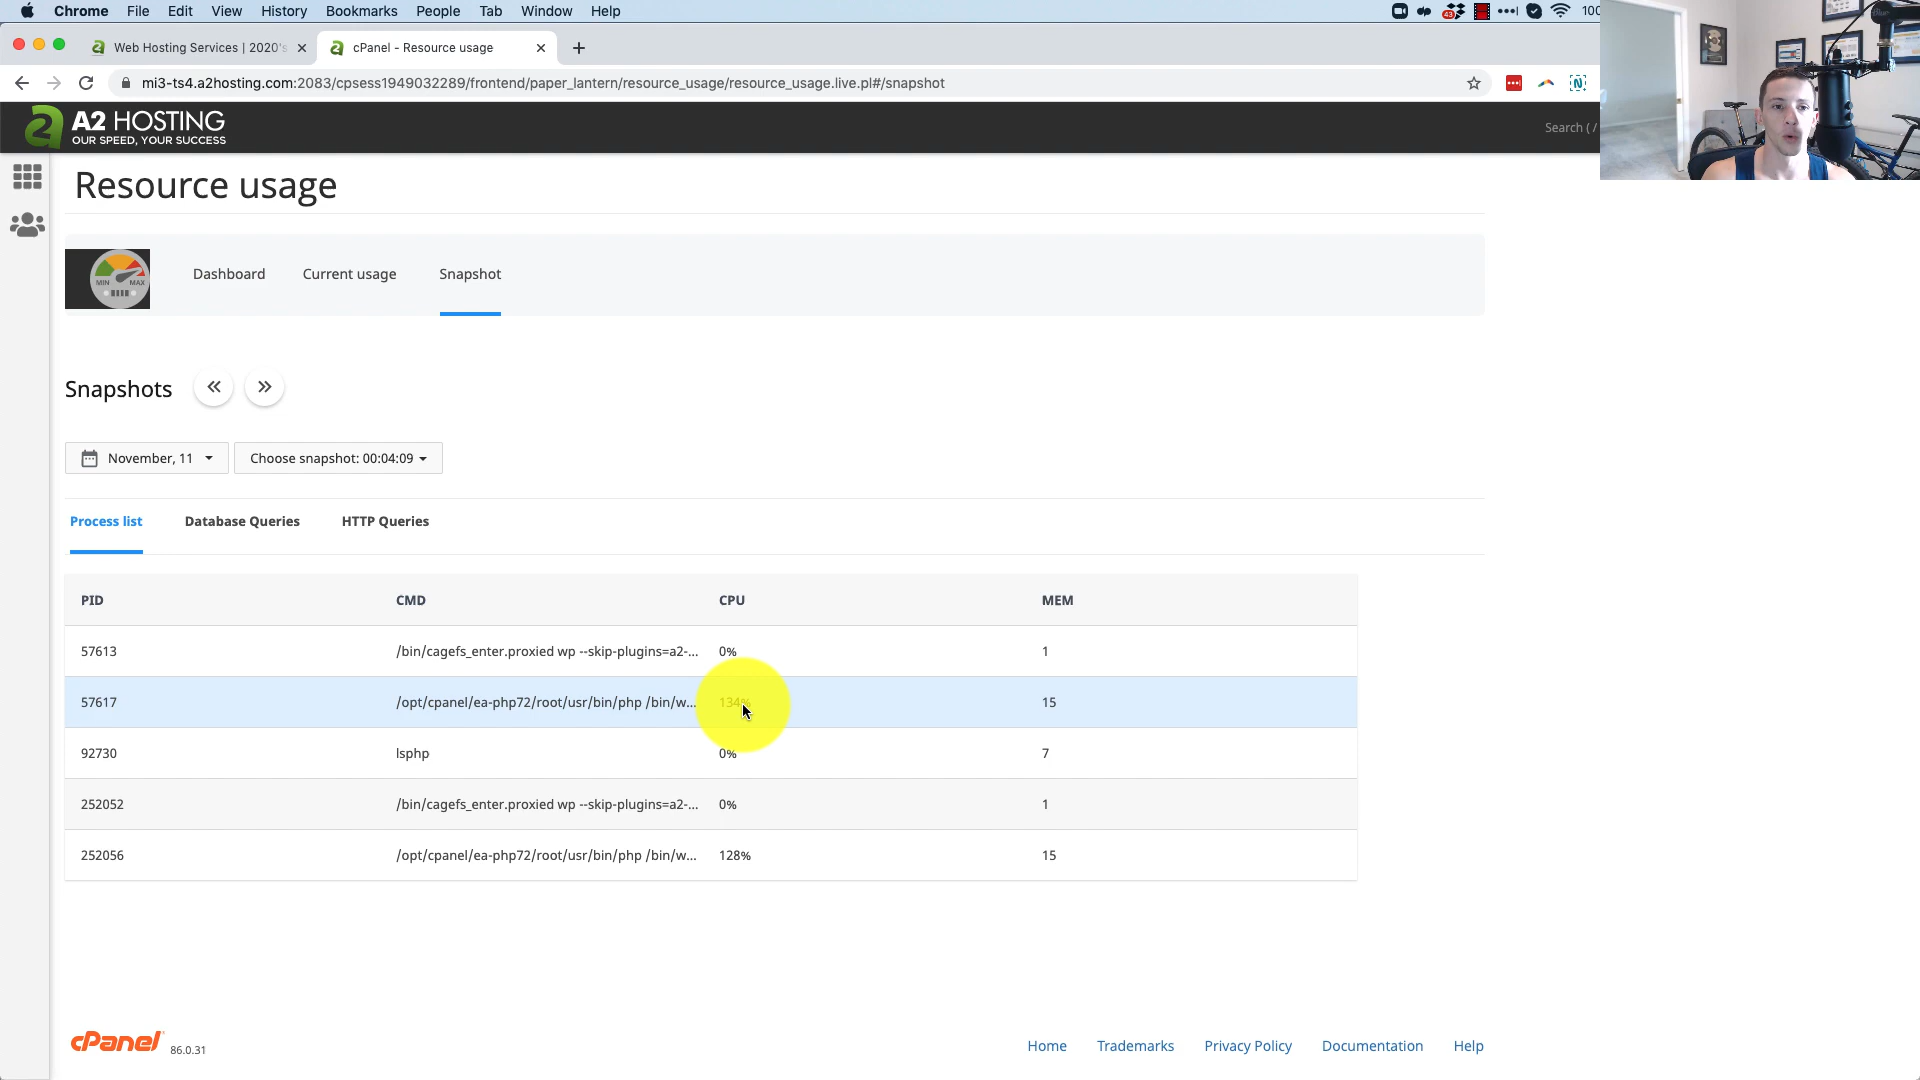 Chrome File Edit View History Bookmarks People Tab Window Help
43
100
Web Hosting Services | 2020's
cPanel - Resource usage
mi3-ts4.a2hosting.com:2083/cpsess1949032289/frontend/paper_lantern/resource_usage/resource_usage.live.pl#/snapshot
A2 HOSTING
OUR SPEED, YOUR SUCCESS
Search ( /
Resource usage
MIN MAX
Dashboard Current usage Snapshot
Snapshots
November, 11
Choose snapshot: 00:04:09
Process list Database Queries HTTP Queries
PID CMD CPU MEM
57613 /bin/cagefs_enter.proxied wp --skip-plugins=a2-... 0% 1
57617 /opt/cpanel/ea-php72/root/usr/bin/php /bin/w... 134% 15
92730 lsphp 0% 7
252052 /bin/cagefs_enter.proxied wp --skip-plugins=a2-... 0% 1
252056 /opt/cpanel/ea-php72/root/usr/bin/php /bin/w... 128% 15
cPanel 86.0.31
Home Trademarks Privacy Policy Documentation Help